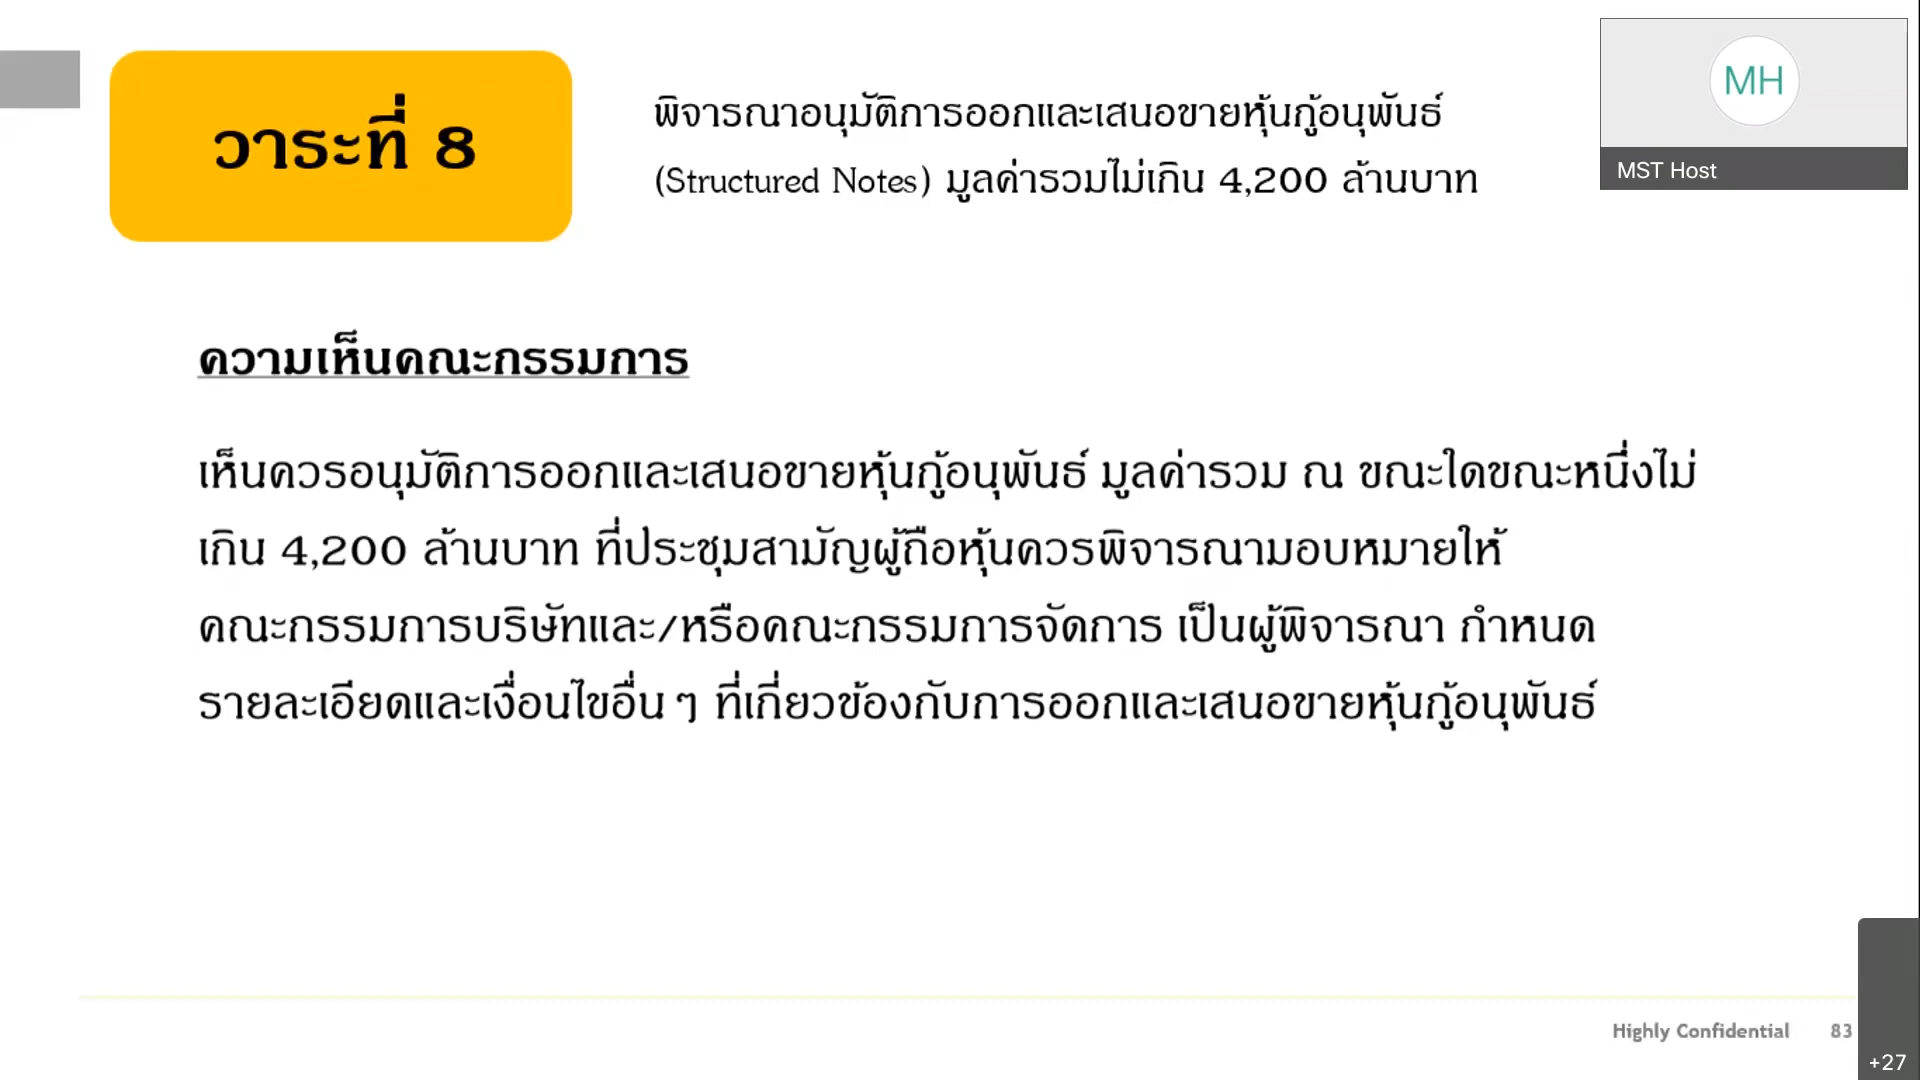 วาระที่ 8
พิจารณาอนุมัติการออกและเสนอขายหุ้นกู้อนุพันธ์
(Structured Notes) มูลค่ารวมไม่เกิน 4,200 ล้านบาท
MH
MST Host
ความเห็นคณะกรรมการ
เห็นควรอนุมัติการออกและเสนอขายหุ้นกู้อนุพันธ์ มูลค่ารวม ณ ขณะใดขณะหนึ่งไม่
เกิน 4,200 ล้านบาท ที่ประชุมสามัญผู้ถือหุ้นควรพิจารณามอบหมายให้
คณะกรรมการบริษัทและ/หรือคณะกรรมการจัดการ เป็นผู้พิจารณา กำหนด
รายละเอียดและเงื่อนไขอื่น ๆ ที่เกี่ยวข้องกับการออกและเสนอขายหุ้นกู้อนุพันธ์
Highly Confidential 83
+27